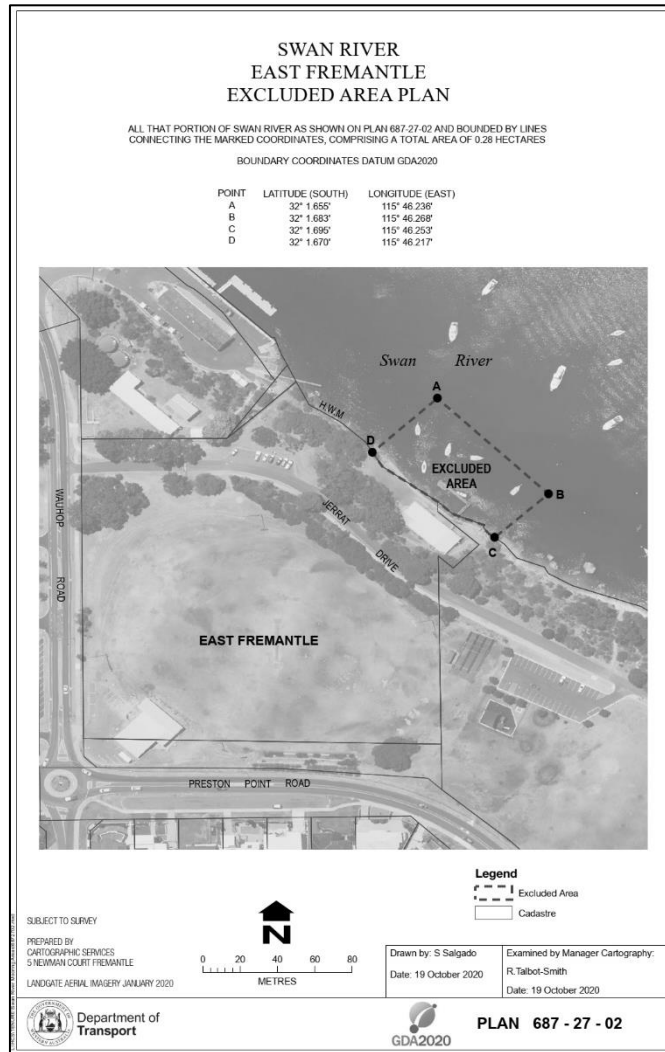 SWAN RIVER
EAST FREMANTLE
EXCLUDED AREA PLAN
ALL THAT PORTION OF SWAN RIVER AS SHOWN ON PLAN 687-27-02 AND BOUNDED BY LINES
CONNECTING THE MARKED COORDINATES, COMPRISING A TOTAL AREA OF 0.28 HECTARES
BOUNDARY COORDINATES DATUM GDA2020
POINT LATITUDE (SOUTH) LONGITUDE (EAST)
A 32° 1.655' 115° 46.236'
B 32° 1.683' 115° 46.268'
C 32° 1.695' 115° 46.253'
D 32° 1.670' 115° 46.217'
Swan River
A
H.W.M
D
EXCLUDED
AREA
B
WAUHOP ROAD
JERRAT DRIVE
C
EAST FREMANTLE
PRESTON POINT ROAD
Legend
Excluded Area
Cadastre
SUBJECT TO SURVEY
PREPARED BY
CARTOGRAPHIC SERVICES
5 NEWMAN COURT FREMANTLE
LANDGATE AERIAL IMAGERY JANUARY 2020
N
0 20 40 60 80
METRES
Drawn by: S Salgado
Date: 19 October 2020
Examined by Manager Cartography:
R.Talbot-Smith
Date: 19 October 2020
Department of
Transport
GDA2020
PLAN 687 - 27 - 02